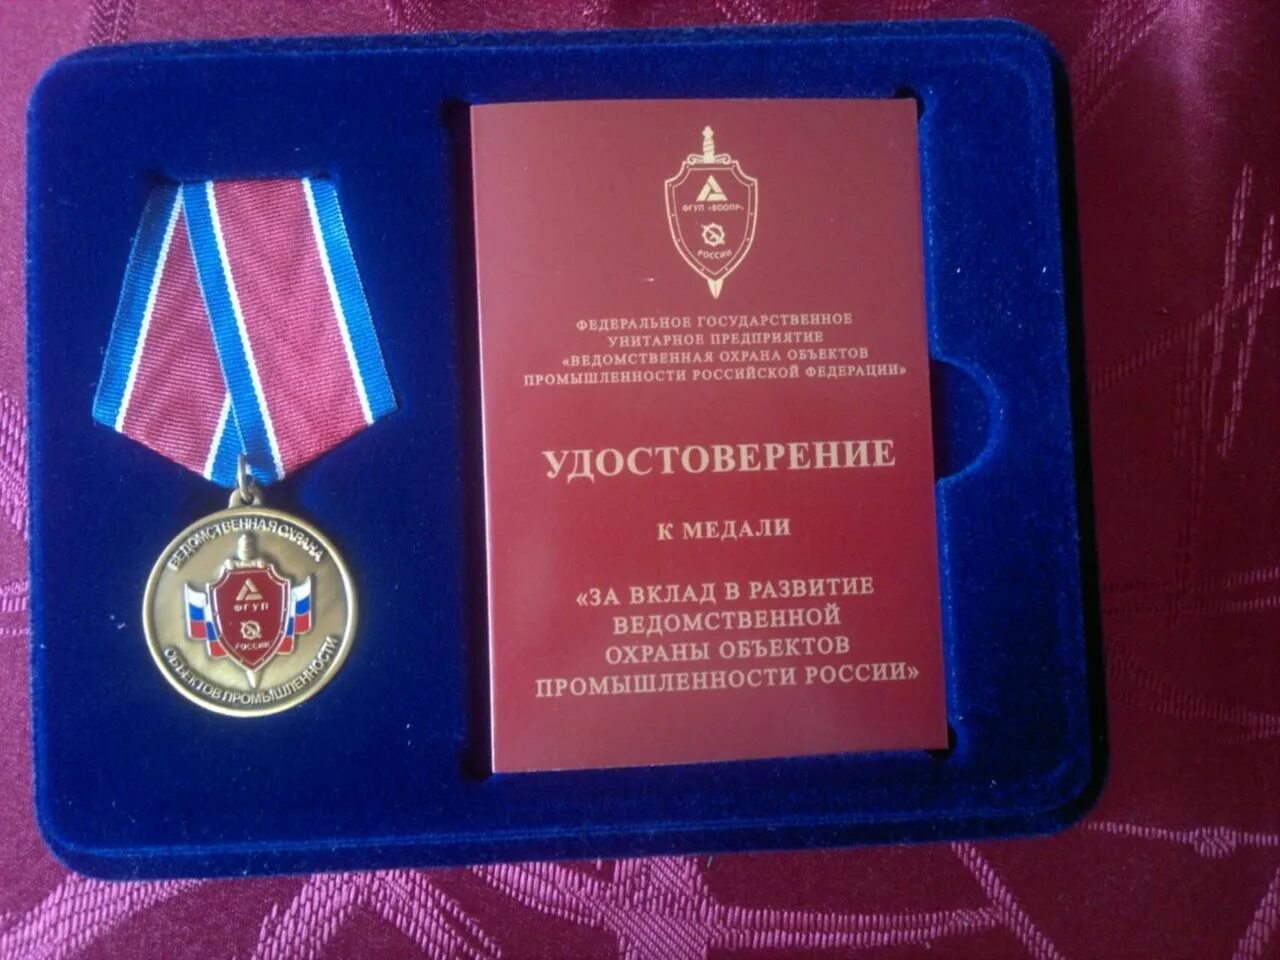 ВЕДОМСТВЕННАЯ ОХРАНА
ФГУП
РОССИИ
ОБЪЕКТОВ ПРОМЫШЛЕННОСТИ
ФГУП «ВООПР»
РОССИИ
ФЕДЕРАЛЬНОЕ ГОСУДАРСТВЕННОЕ
УНИТАРНОЕ ПРЕДПРИЯТИЕ
«ВЕДОМСТВЕННАЯ ОХРАНА ОБЪЕКТОВ
ПРОМЫШЛЕННОСТИ РОССИЙСКОЙ ФЕДЕРАЦИИ»
УДОСТОВЕРЕНИЕ
К МЕДАЛИ
«ЗА ВКЛАД В РАЗВИТИЕ
ВЕДОМСТВЕННОЙ
ОХРАНЫ ОБЪЕКТОВ
ПРОМЫШЛЕННОСТИ РОССИИ»